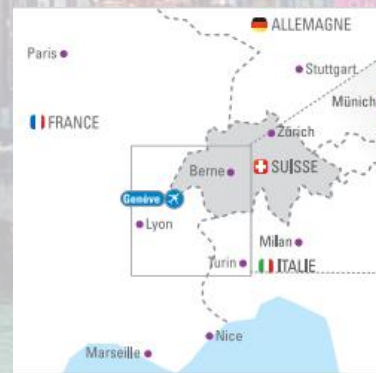 ALLEMAGNE
Paris
Stuttgart
Münich
FRANCE
Zürich
Berne
SUISSE
Genève
Lyon
Milan
Turin
ITALIE
Nice
Marseille